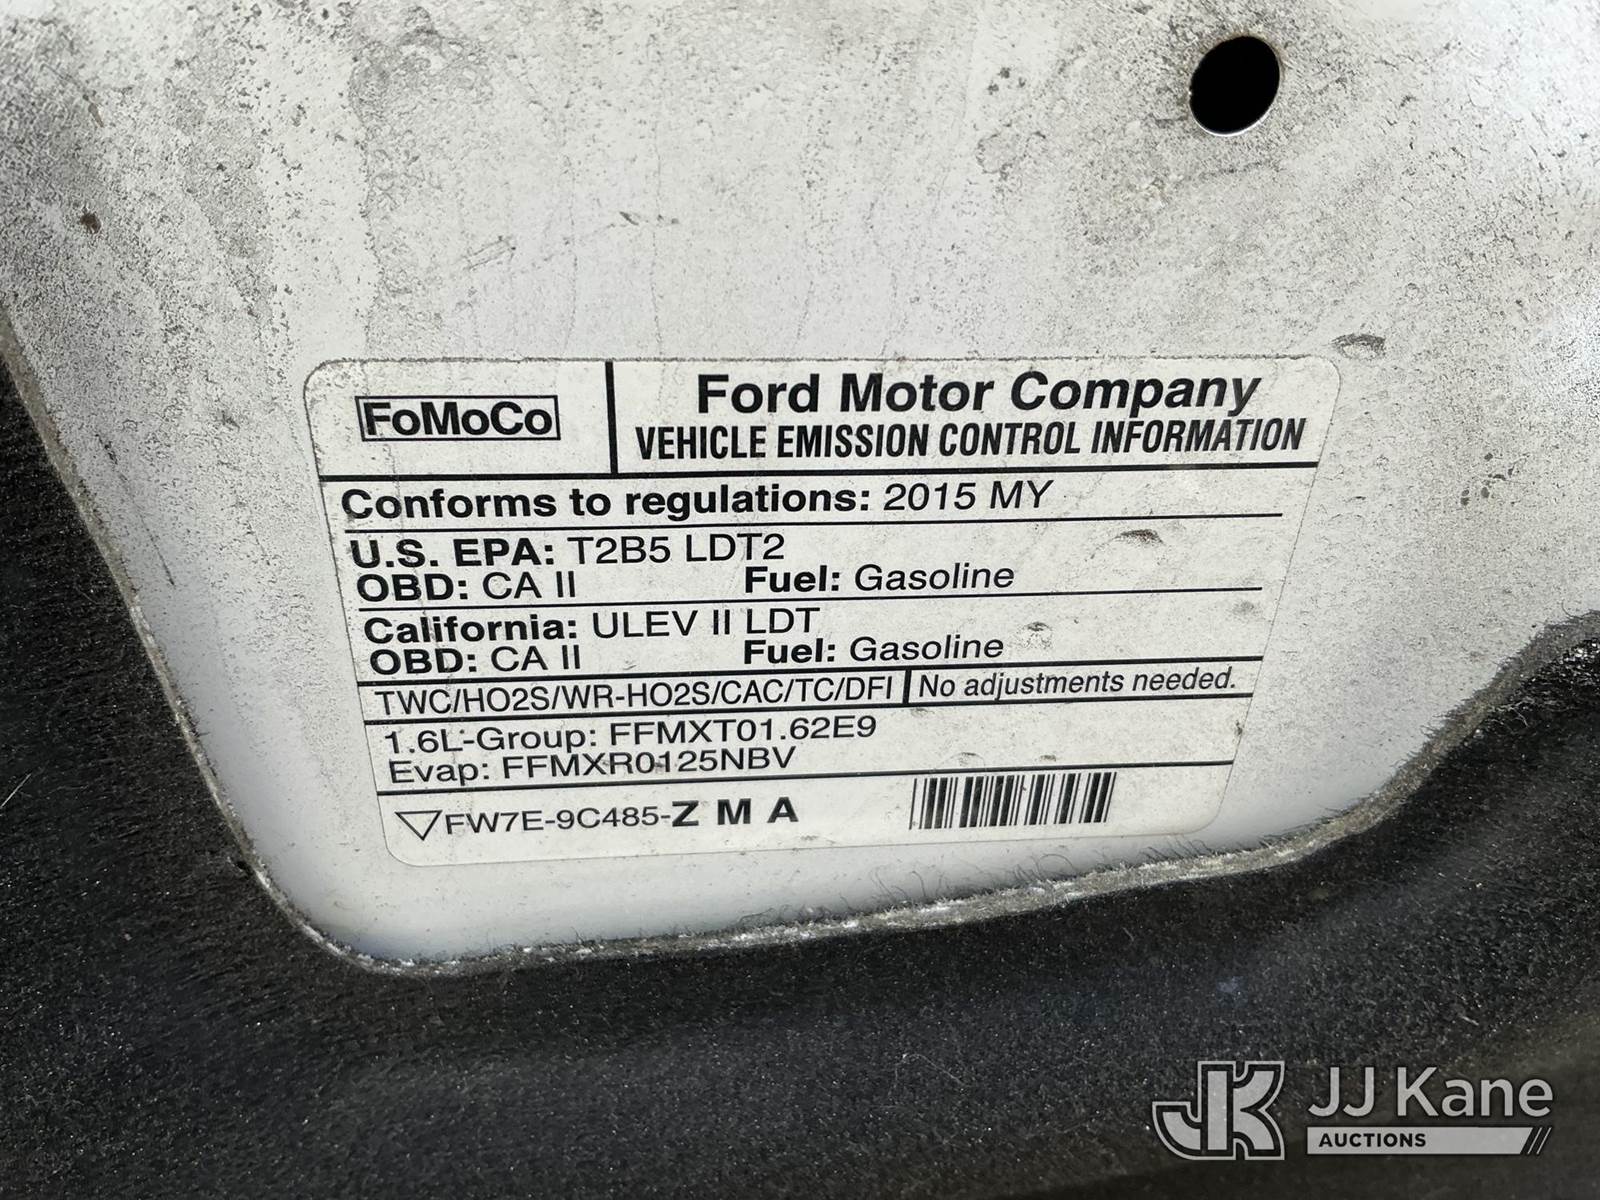 FoMoCo
Ford Motor Company
VEHICLE EMISSION CONTROL INFORMATION
Conforms to regulations: 2015 MY
U.S. EPA: T2B5 LDT2
OBD: CA II Fuel: Gasoline
California: ULEV II LDT
OBD: CA II Fuel: Gasoline
TWC/HO2S/WR-HO2S/CAC/TC/DFI No adjustments needed.
1.6L-Group: FFMXT01.62E9
Evap: FFMXR0125NBV
FW7E-9C485-Z M A
JK JJ Kane
AUCTIONS